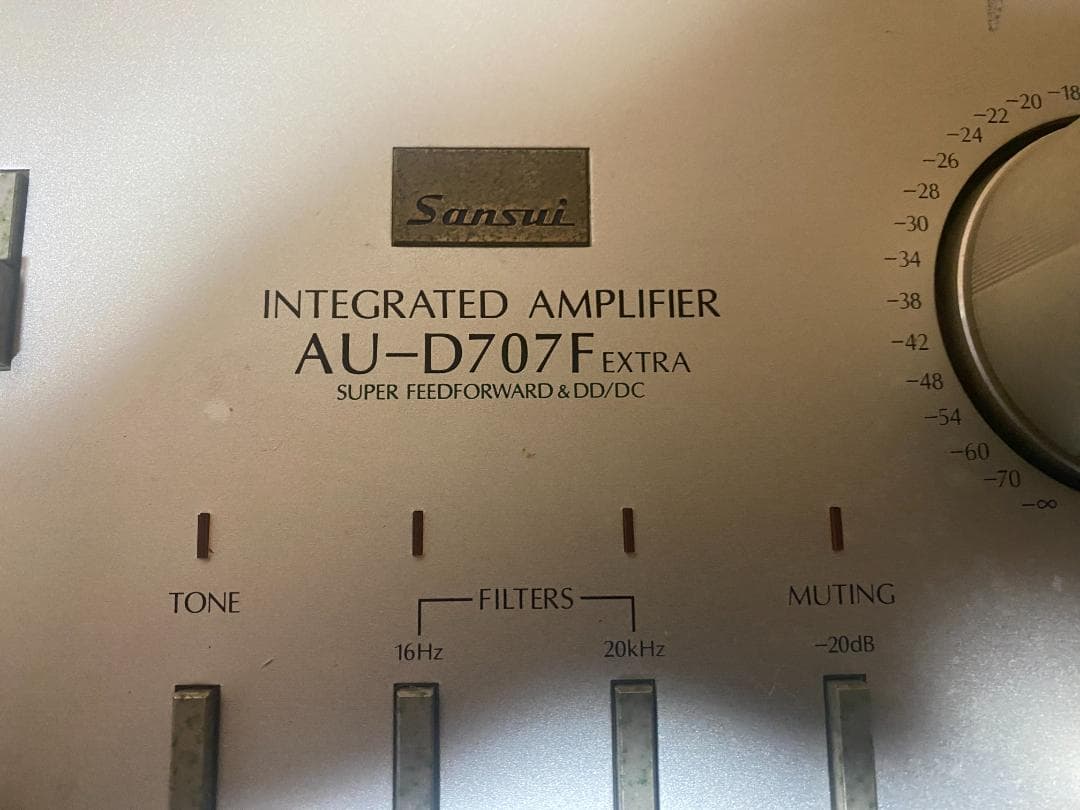 Sansui
INTEGRATED AMPLIFIER
AU-D707F EXTRA
SUPER FEEDFORWARD & DD/DC
-18
-20
-22
-24
-26
-28
-30
-34
-38
-42
-48
-54
-60
-70
-∞
TONE
FILTERS
MUTING
16Hz
20kHz
-20dB